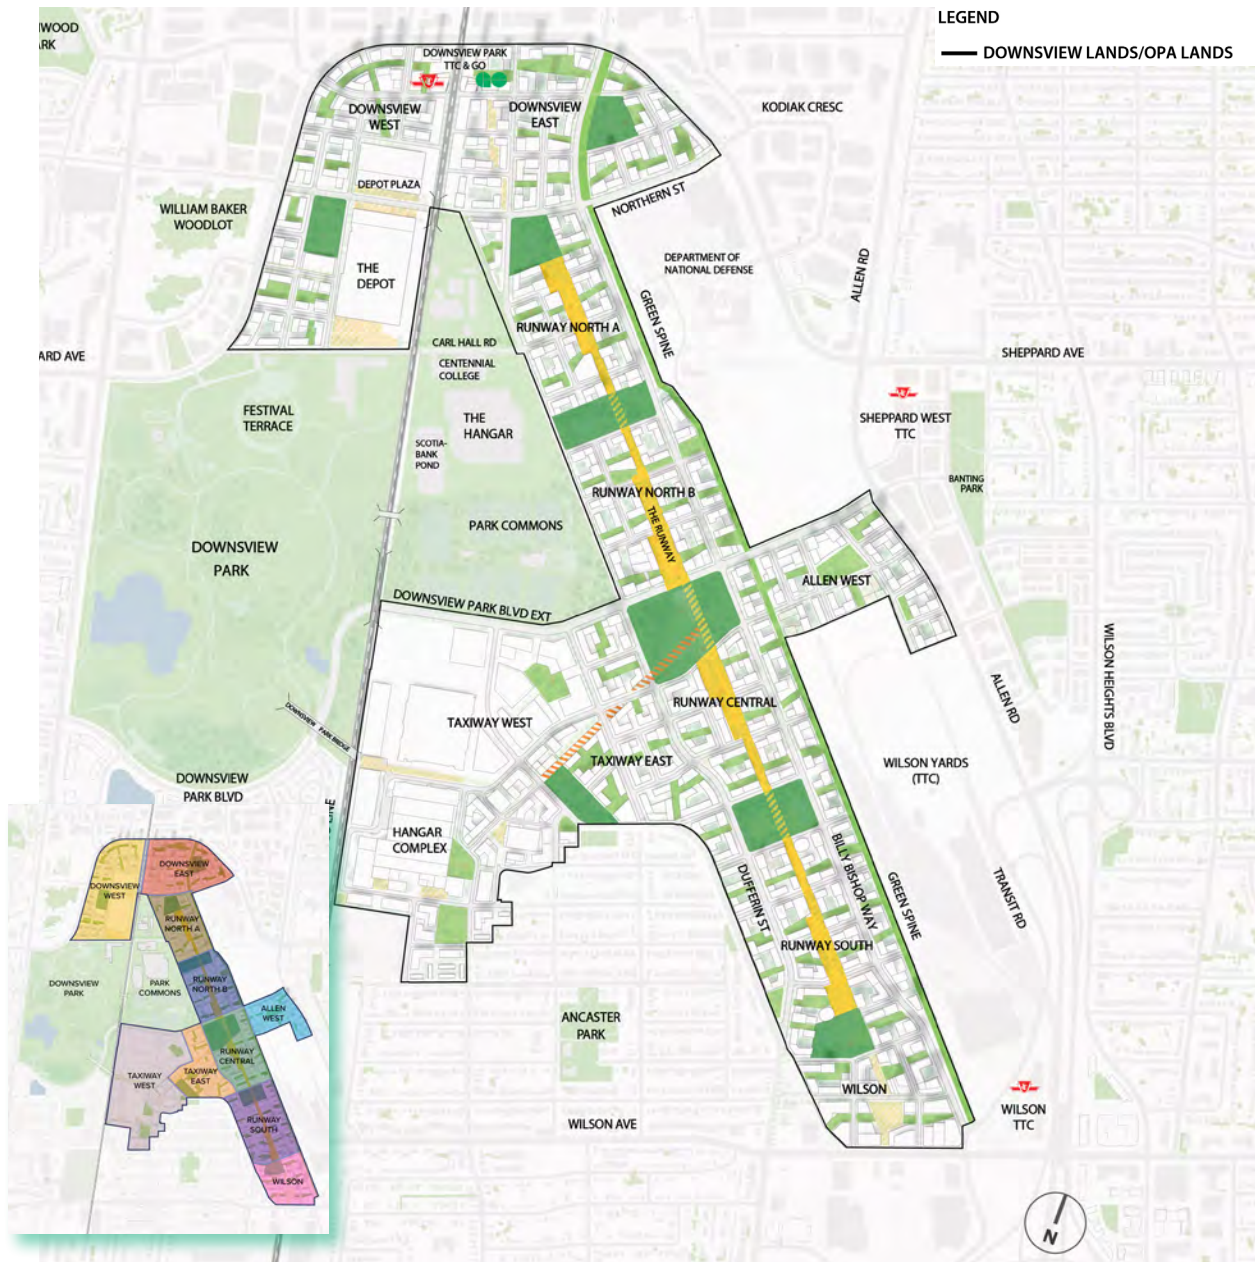 LEGEND
DOWNSVIEW LANDS/OPA LANDS
DOWNSVIEW PARK
TTC & GO
DOWNSVIEW
WEST
DOWNSVIEW
EAST
KODIAK CRESC
DEPOT PLAZA
NORTHERN ST
WILLIAM BAKER
WOODLOT
THE
DEPOT
DEPARTMENT OF
NATIONAL DEFENSE
ALLEN RD
GREEN SPINE
RUNWAY NORTH A
CARL HALL RD
CENTENNIAL
COLLEGE
ARD AVE
SHEPPARD AVE
FESTIVAL
TERRACE
THE
HANGAR
SCOTIA-
BANK
POND
SHEPPARD WEST
TTC
BANTING
PARK
RUNWAY NORTH B
THE RUNWAY
PARK COMMONS
DOWNSVIEW
PARK
ALLEN WEST
DOWNSVIEW PARK BLVD EXT
WILSON HEIGHTS BLVD
ALLEN RD
RUNWAY CENTRAL
TAXIWAY WEST
DOWNSVIEW PARK BRIDGE
TAXIWAY EAST
WILSON YARDS
(TTC)
DOWNSVIEW
PARK BLVD
HANGAR
COMPLEX
DUFFERIN ST
BILLY BISHOP WAY
GREEN SPINE
TRANSIT RD
RUNWAY SOUTH
ANCASTER
PARK
WILSON
WILSON
TTC
WILSON AVE
N
DOWNSVIEW
EAST
DOWNSVIEW
WEST
RUNWAY
NORTH A
DOWNSVIEW
PARK
PARK
COMMONS
RUNWAY
NORTH B
ALLEN
WEST
RUNWAY
CENTRAL
TAXIWAY
WEST
TAXIWAY
EAST
RUNWAY
SOUTH
WILSON